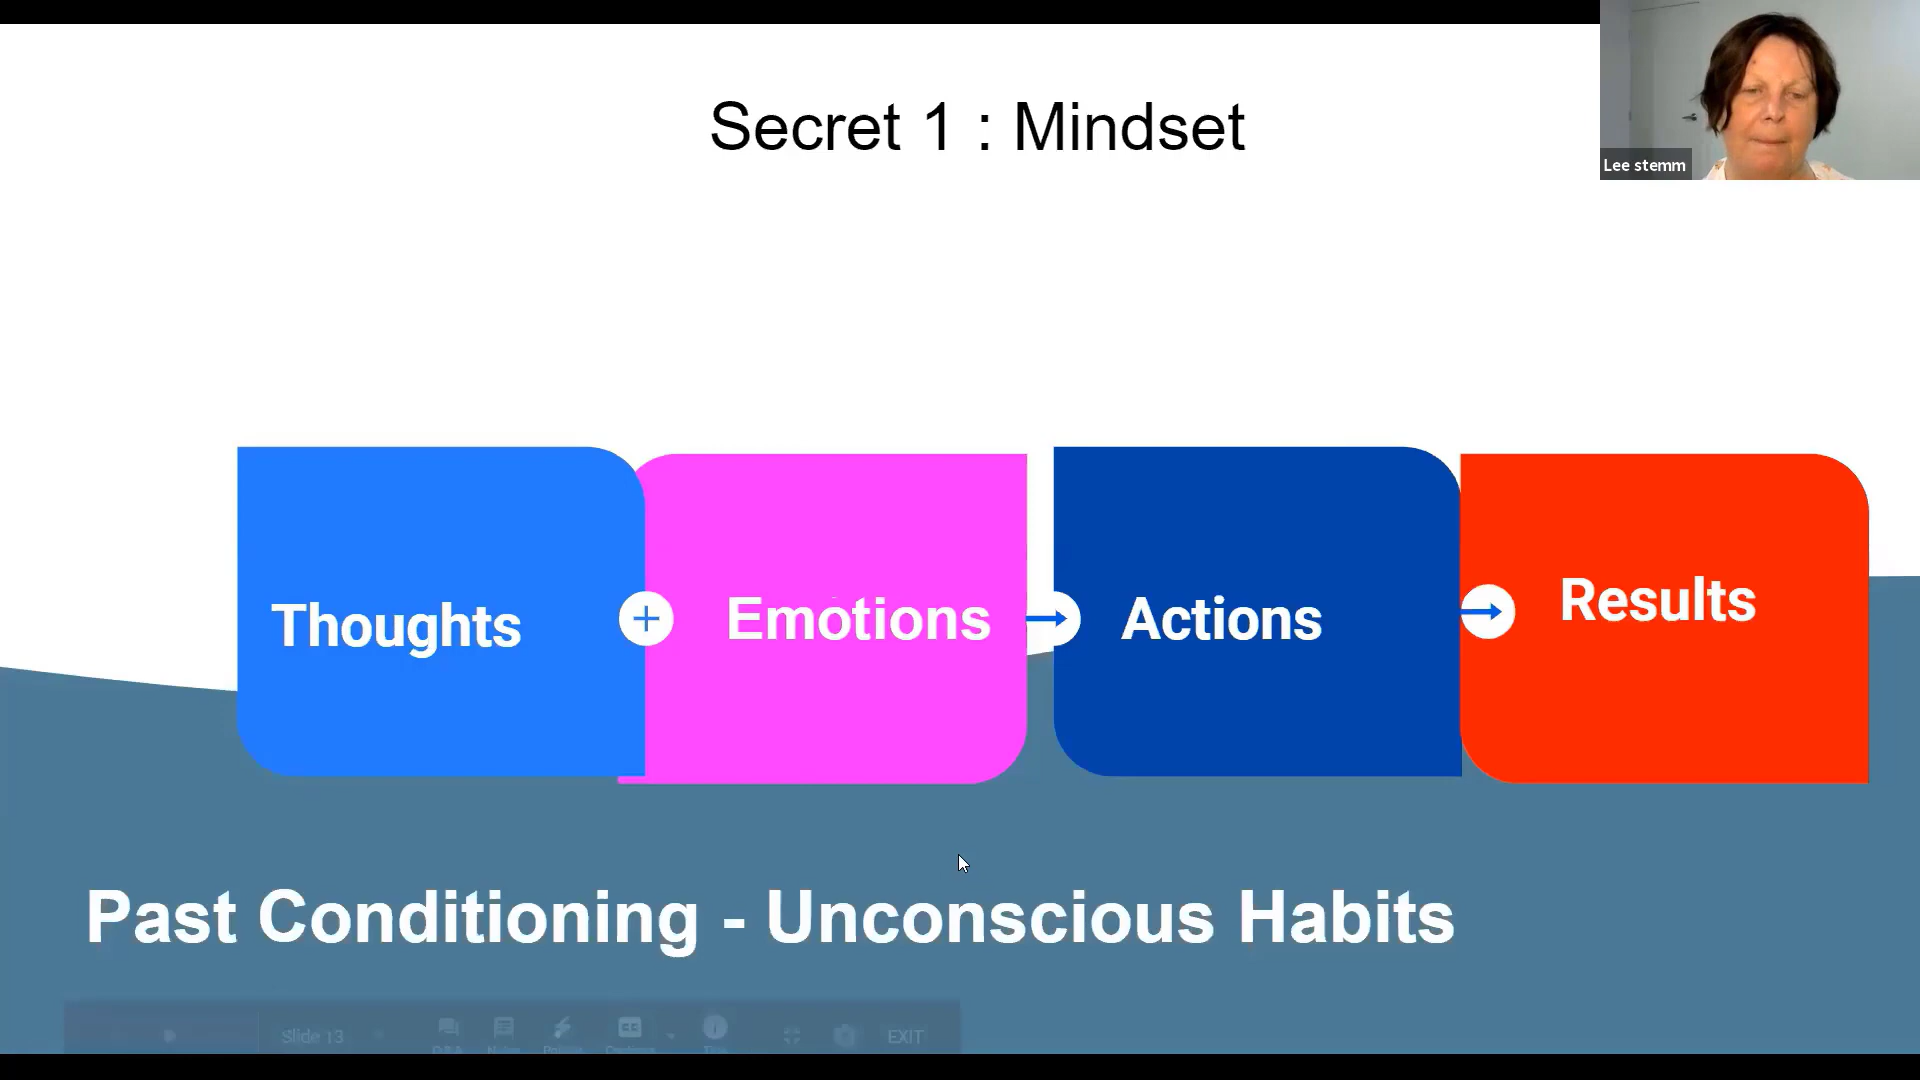 Secret 1 : Mindset
Lee stemm
Thoughts
Emotions
Actions
Results
Past Conditioning - Unconscious Habits
Slide 13
EXIT